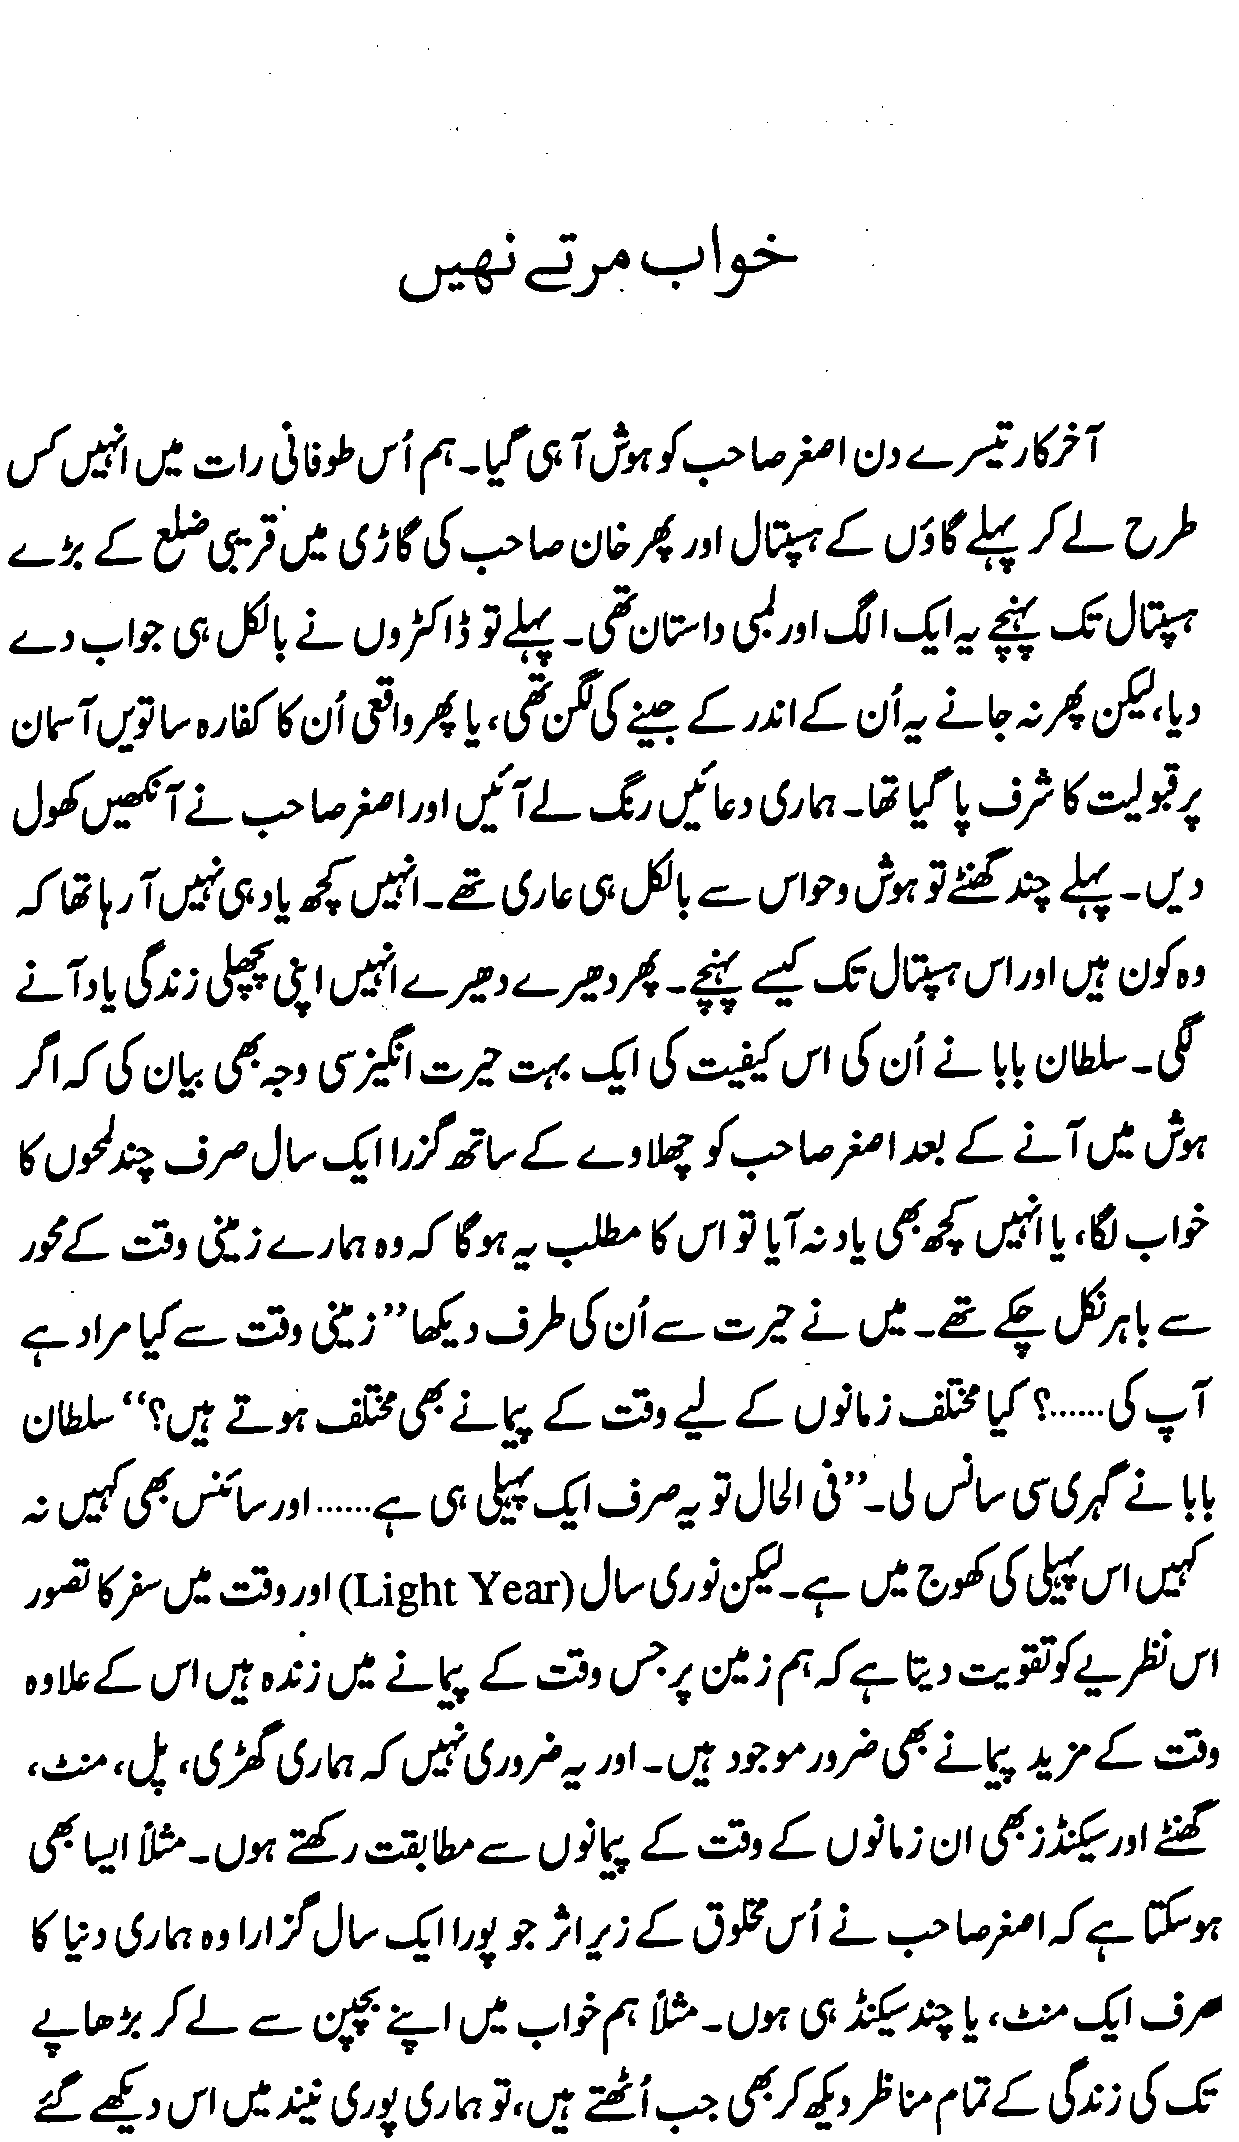 خواب مرتے نہیں
آخر کار تیسرے دن اصغر صاحب کو ہوش آ ہی گیا۔ ہم اُس طوفانی رات میں انہیں کس
طرح لے کر پہلے گاؤں کے ہسپتال اور پھر خان صاحب کی گاڑی میں قریبی ضلع کے بڑے
ہسپتال تک پہنچے یہ ایک الگ اور لمبی داستان تھی۔ پہلے تو ڈاکٹروں نے بالکل ہی جواب دے
دیا، لیکن پھر نہ جانے یہ اُن کے اندر کے جینے کی لگن تھی، یا پھر واقعی اُن کا کفارہ ساتویں آسمان
پر قبولیت کا شرف پا گیا تھا۔ ہماری دعائیں رنگ لے آئیں اور اصغر صاحب نے آنکھیں کھول
دیں۔ پہلے چند گھنٹے تو ہوش و حواس سے بالکل ہی عاری تھے۔ انہیں کچھ یاد ہی نہیں آ رہا تھا کہ
وہ کون ہیں اور اس ہسپتال تک کیسے پہنچے۔ پھر دھیرے دھیرے انہیں اپنی پچھلی زندگی یاد آنے
لگی۔ سلطان بابا نے اُن کی اس کیفیت کی ایک بہت حیرت انگیز سی وجہ بھی بیان کی کہ اگر
ہوش میں آنے کے بعد اصغر صاحب کو چھلاوے کے ساتھ گزرا ایک سال صرف چند لمحوں کا
خواب لگا، یا انہیں کچھ بھی یاد نہ آیا تو اس کا مطلب یہ ہوگا کہ وہ ہمارے زمینی وقت کے محور
سے باہر نکل چکے تھے۔ میں نے حیرت سے اُن کی طرف دیکھا ”زمینی وقت سے کیا مراد ہے
آپ کی......؟ کیا مختلف زمانوں کے لیے وقت کے پیمانے بھی مختلف ہوتے ہیں؟“ سلطان
بابا نے گہری سی سانس لی۔ ”فی الحال تو یہ صرف ایک پہیلی ہی ہے...... اور سائنس بھی کہیں نہ
کہیں اس پہیلی کی کھوج میں ہے۔ لیکن نوری سال (Light Year) اور وقت میں سفر کا تصور
اس نظریے کو تقویت دیتا ہے کہ ہم زمین پر جس وقت کے پیمانے میں زندہ ہیں اس کے علاوہ
وقت کے مزید پیمانے بھی ضرور موجود ہیں۔ اور یہ ضروری نہیں کہ ہماری گھڑی، پل، منٹ،
گھنٹے اور سیکنڈز بھی ان زمانوں کے وقت کے پیمانوں سے مطابقت رکھتے ہوں۔ مثلاً ایسا بھی
ہو سکتا ہے کہ اصغر صاحب نے اُس مخلوق کے زیر اثر جو پورا ایک سال گزارا وہ ہماری دنیا کا
صرف ایک منٹ، یا چند سیکنڈ ہی ہوں۔ مثلاً ہم خواب میں اپنے بچپن سے لے کر بڑھاپے
تک کی زندگی کے تمام مناظر دیکھ کر بھی جب اُٹھتے ہیں، تو ہماری پوری نیند میں اس دیکھے گئے